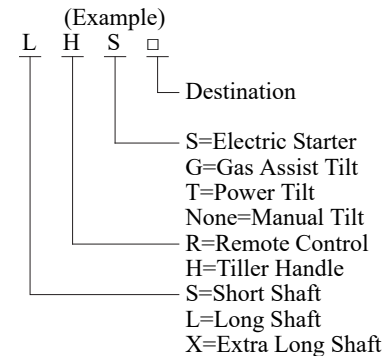 (Example)
L H S □
Destination
S=Electric Starter
G=Gas Assist Tilt
T=Power Tilt
None=Manual Tilt
R=Remote Control
H=Tiller Handle
S=Short Shaft
L=Long Shaft
X=Extra Long Shaft